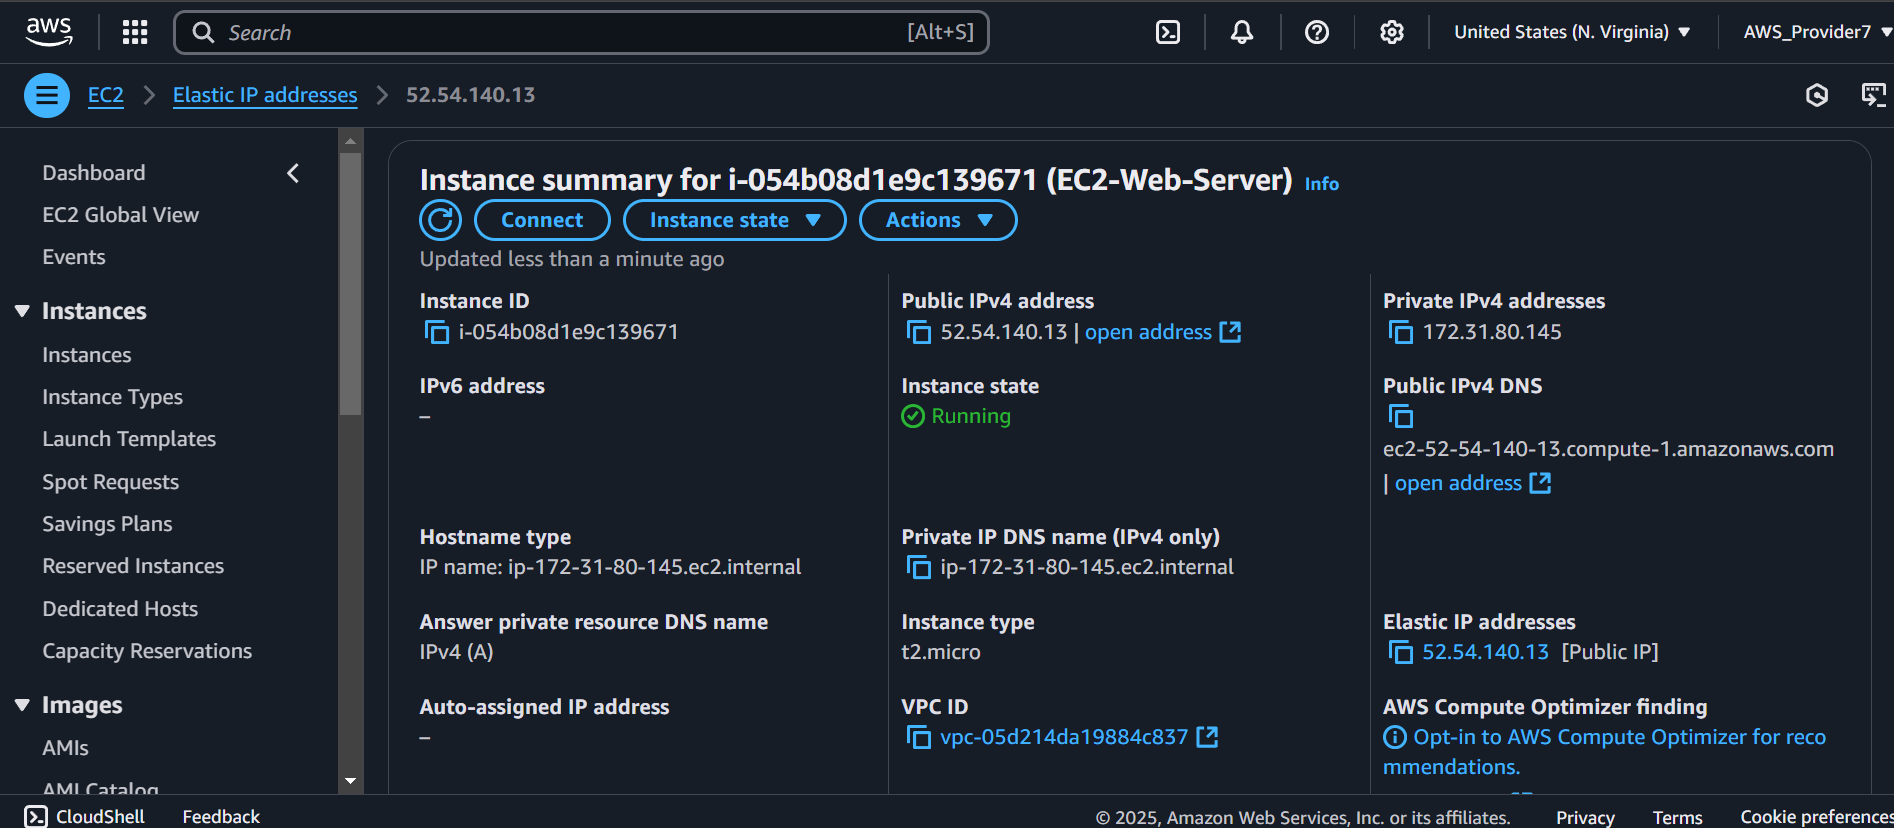 aws
Search [Alt+S]
United States (N. Virginia)
AWS_Provider7
EC2 > Elastic IP addresses > 52.54.140.13
Dashboard
EC2 Global View
Events
Instances
Instances
Instance Types
Launch Templates
Spot Requests
Savings Plans
Reserved Instances
Dedicated Hosts
Capacity Reservations
Images
AMIs
AMI Catalog
Instance summary for i-054b08d1e9c139671 (EC2-Web-Server) Info
Connect
Instance state
Actions
Updated less than a minute ago
Instance ID
i-054b08d1e9c139671
Public IPv4 address
52.54.140.13 | open address
Private IPv4 addresses
172.31.80.145
IPv6 address
–
Instance state
Running
Public IPv4 DNS
ec2-52-54-140-13.compute-1.amazonaws.com
| open address
Hostname type
IP name: ip-172-31-80-145.ec2.internal
Private IP DNS name (IPv4 only)
ip-172-31-80-145.ec2.internal
Answer private resource DNS name
IPv4 (A)
Instance type
t2.micro
Elastic IP addresses
52.54.140.13 [Public IP]
Auto-assigned IP address
–
VPC ID
vpc-05d214da19884c837
AWS Compute Optimizer finding
Opt-in to AWS Compute Optimizer for reco
mmendations.
CloudShell
Feedback
© 2025, Amazon Web Services, Inc. or its affiliates.
Privacy
Terms
Cookie preferences